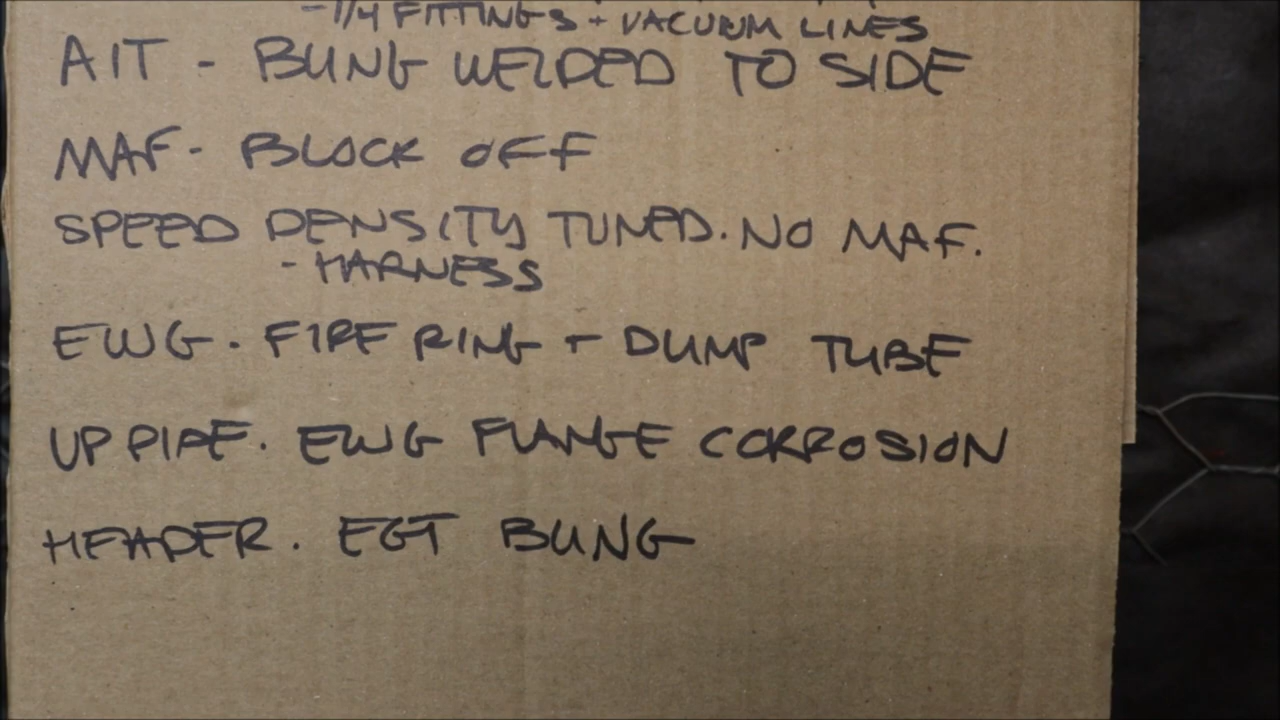 -1/4 FITTINGS + VACUUM LINES
AIT - BUNG WELDED TO SIDE
MAF- BLOCK OFF
SPEED DENSITY TUNED. NO MAF.
- HARNESS
EWG. FIRE RING + DUMP TUBE
UP PIPE. EWG FLANGE CORROSION
HEADER. EGT BUNG